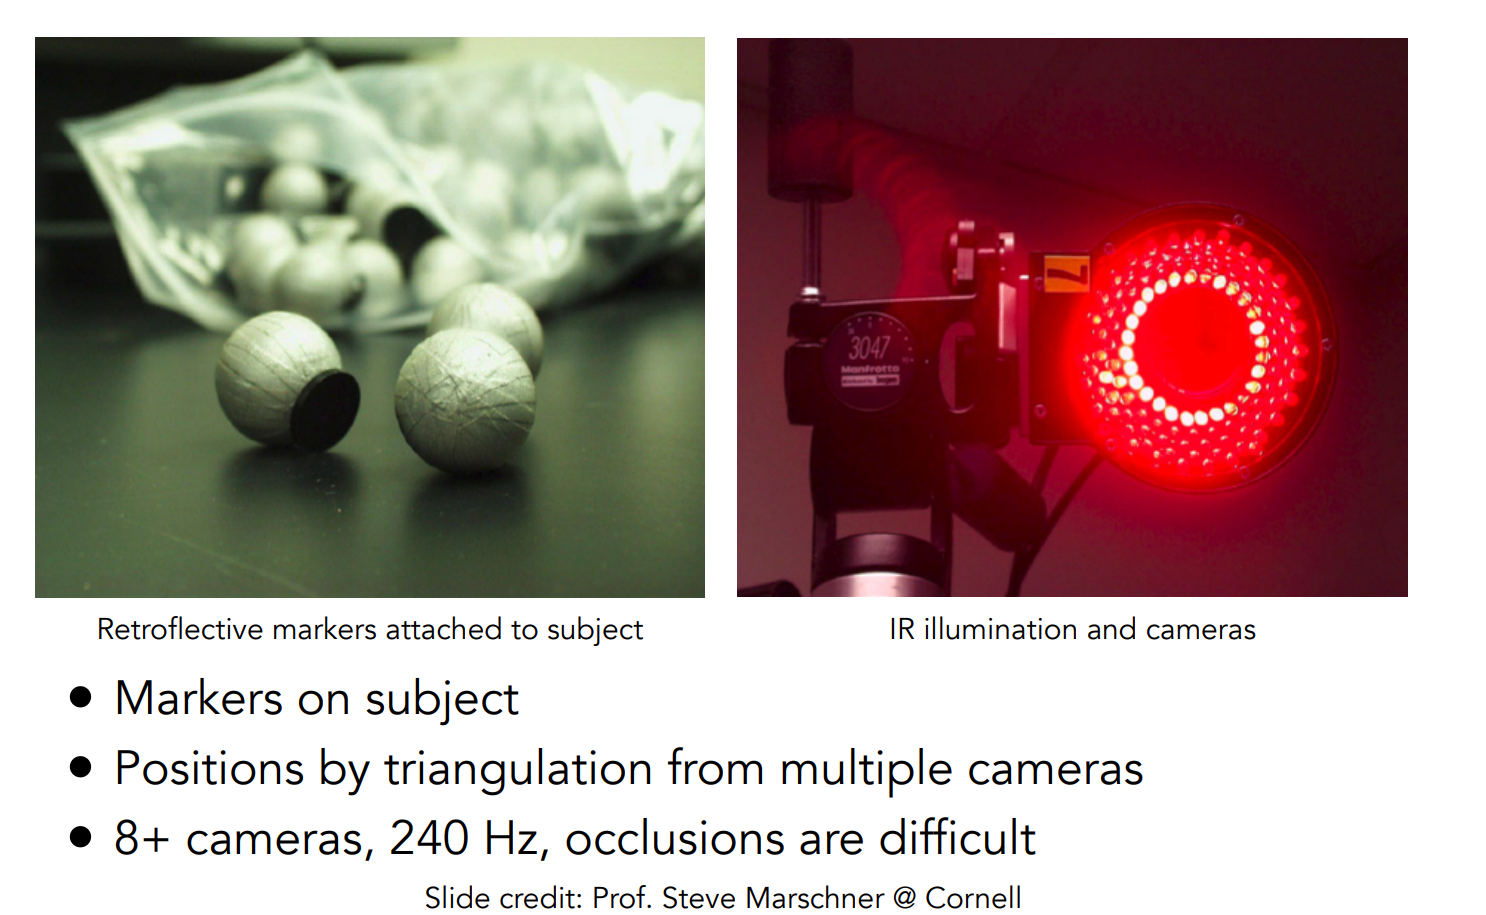 7
3047
Manfrotto
Retroflective markers attached to subject
IR illumination and cameras
● Markers on subject
● Positions by triangulation from multiple cameras
● 8+ cameras, 240 Hz, occlusions are difficult
Slide credit: Prof. Steve Marschner @ Cornell